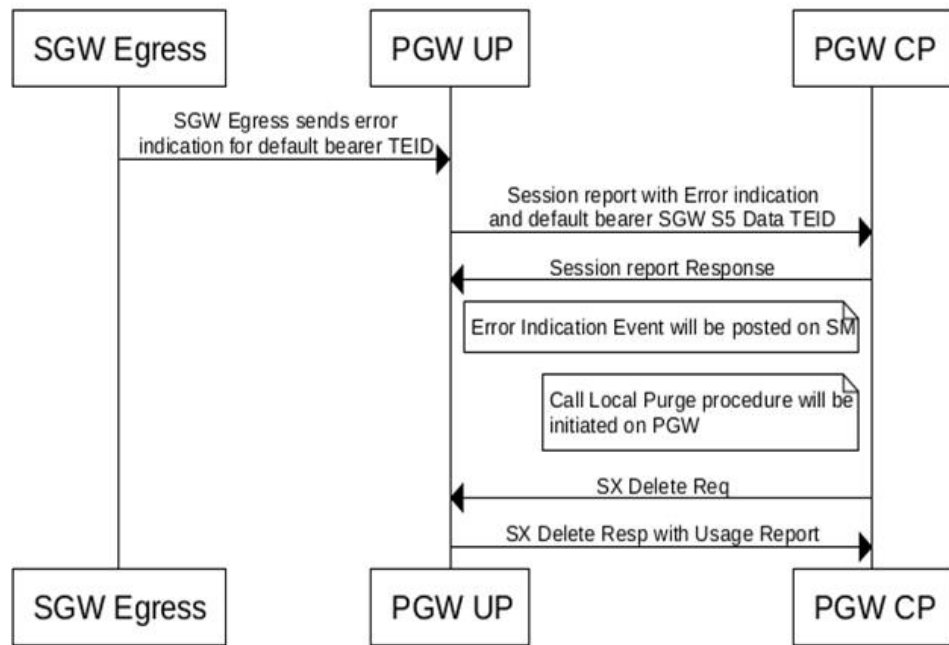 SGW Egress
PGW UP
PGW CP
SGW Egress sends error
indication for default bearer TEID
Session report with Error indication
and default bearer SGW S5 Data TEID
Session report Response
Error Indication Event will be posted on SM
Call Local Purge procedure will be
initiated on PGW
SX Delete Req
SX Delete Resp with Usage Report
SGW Egress
PGW UP
PGW CP